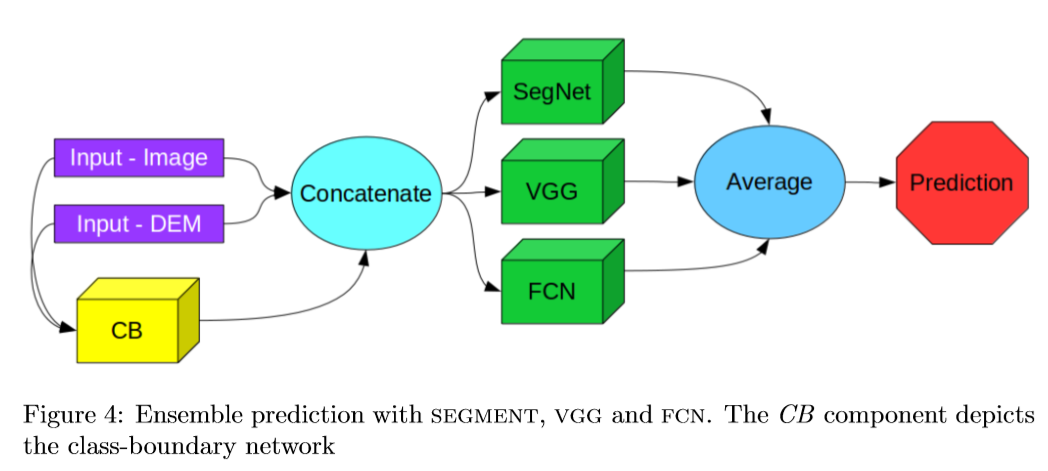 SegNet
Input - Image
Input - DEM
Concatenate
VGG
Average
Prediction
FCN
CB
Figure 4: Ensemble prediction with SEGMENT, VGG and FCN. The CB component depicts
the class-boundary network